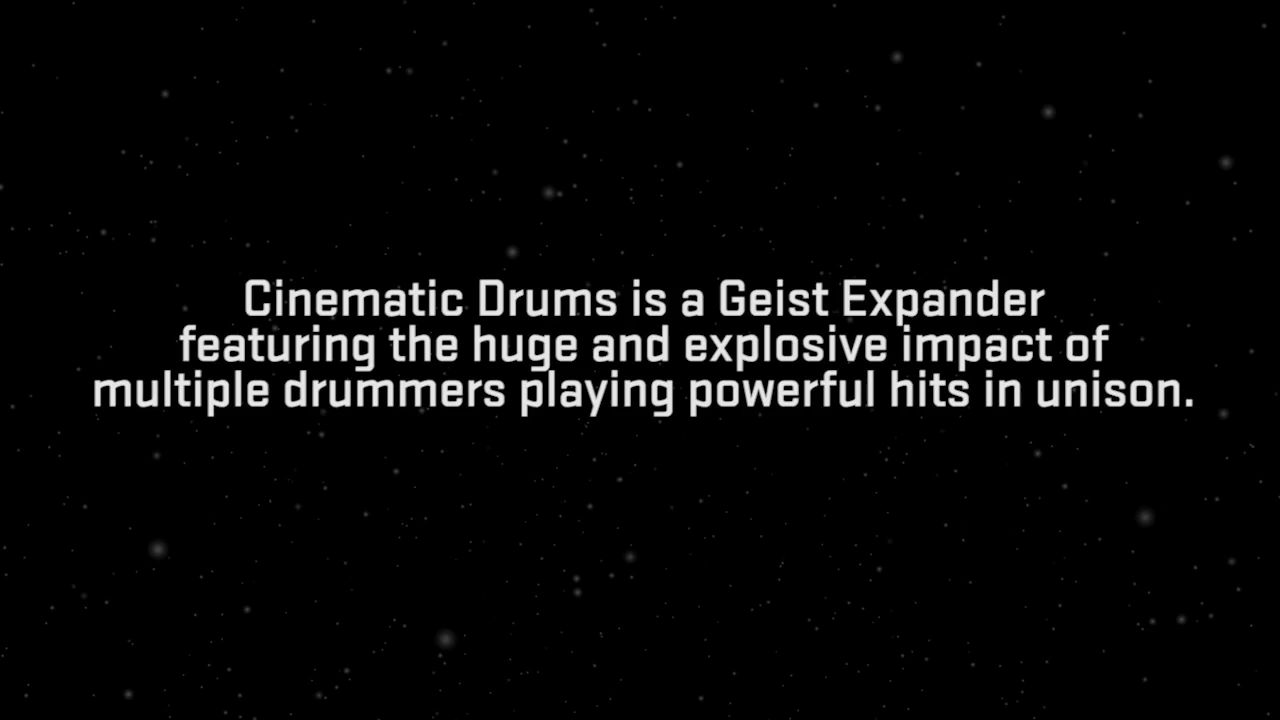 Cinematic Drums is a Geist Expander
featuring the huge and explosive impact of
multiple drummers playing powerful hits in unison.